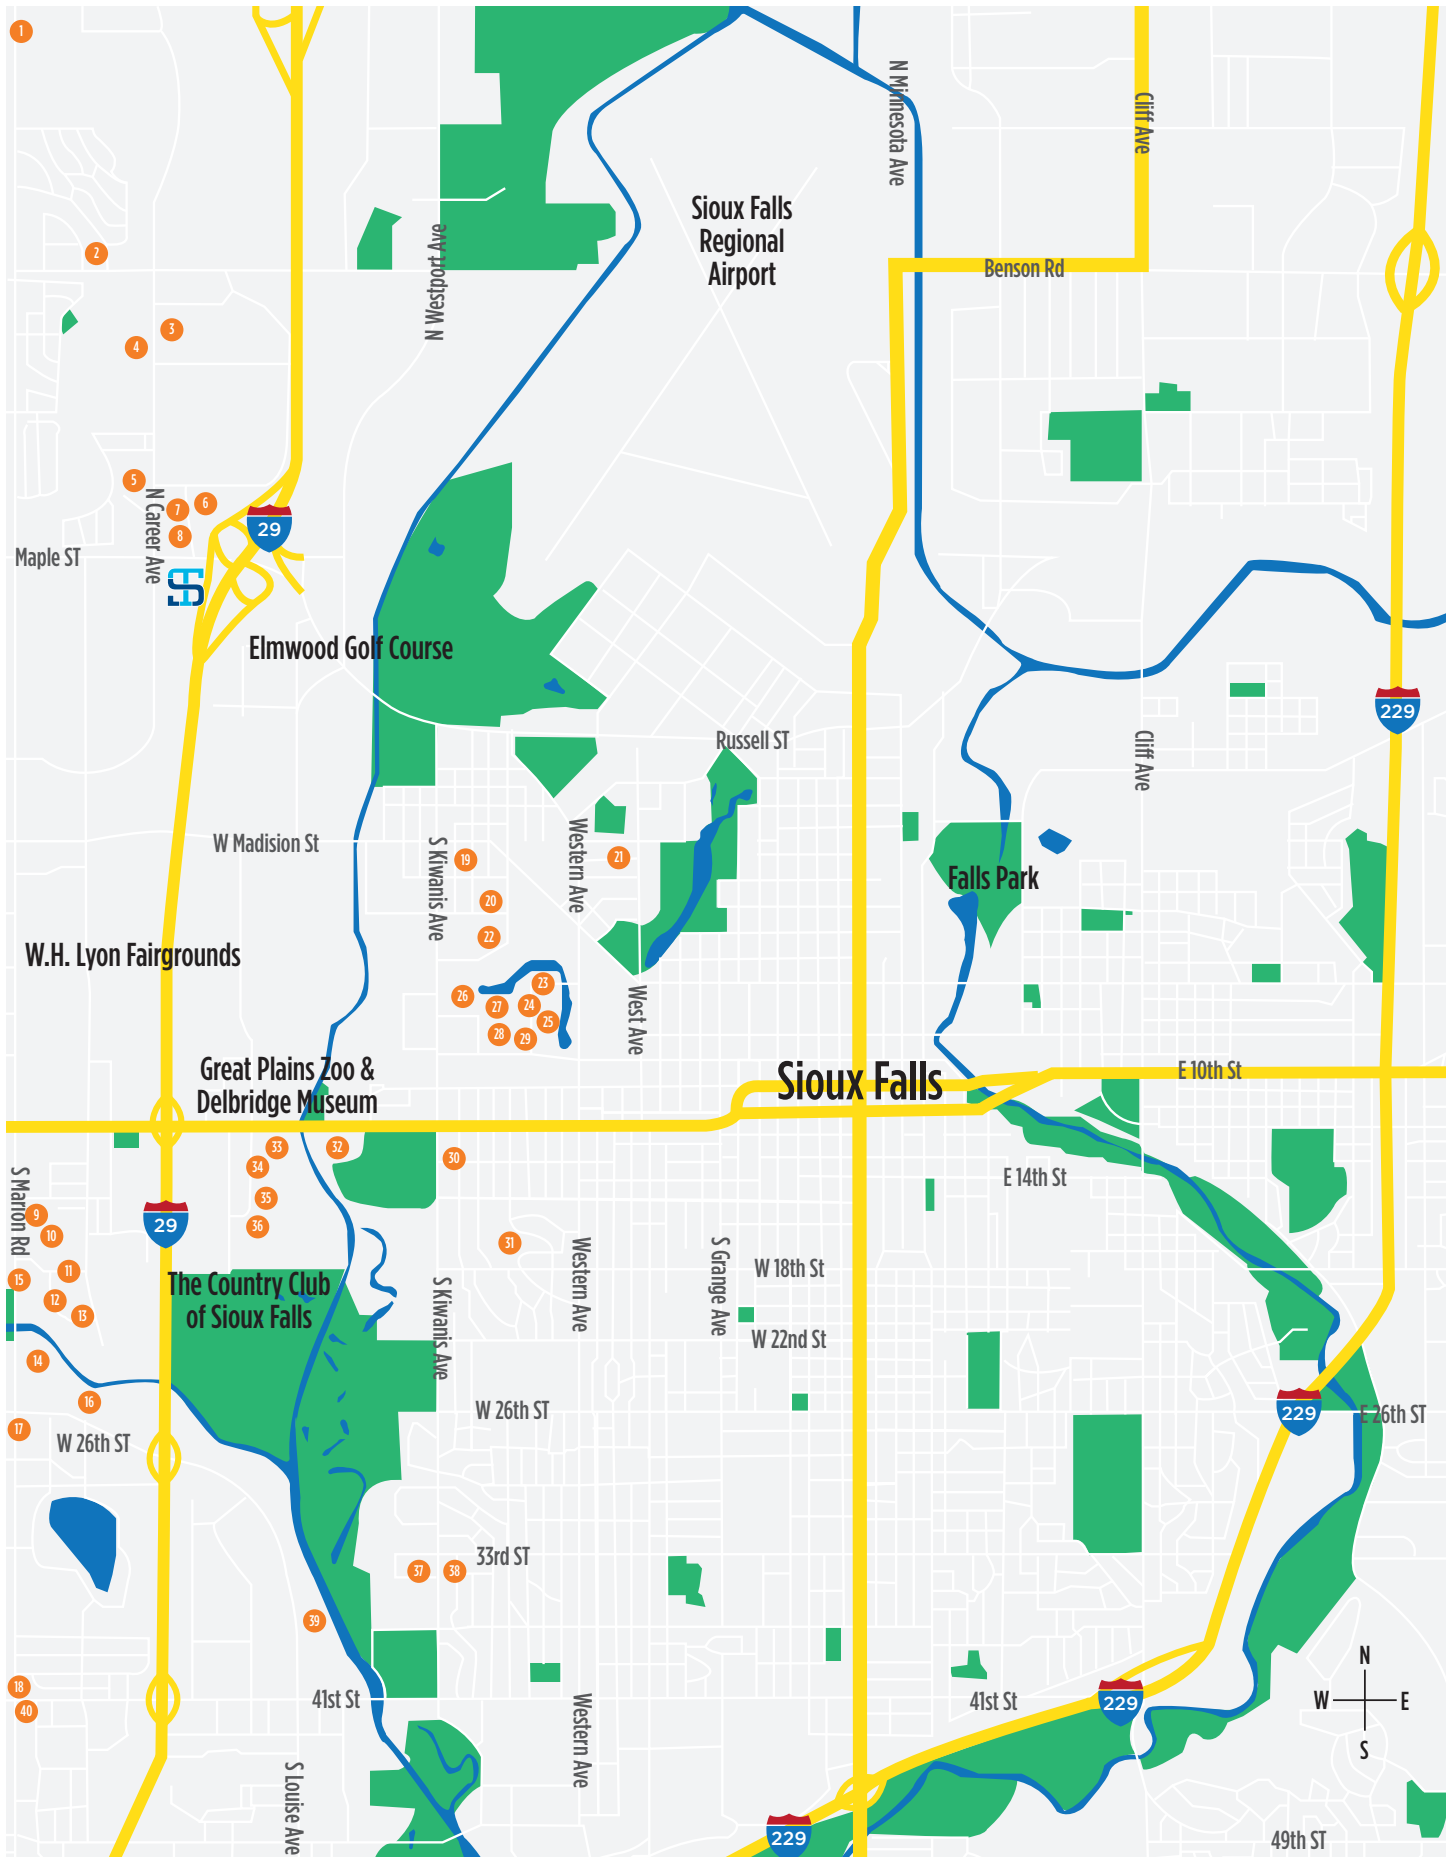 1
N Minnesota Ave
Cliff Ave
Sioux Falls
Regional
Airport
2
N Westport Ave
Benson Rd
3
4
5
N Career Ave
6
7
8
29
Maple ST
Elmwood Golf Course
229
Russell ST
Cliff Ave
W Madision St
S Kiwanis Ave
Western Ave
19
21
20
22
Falls Park
W.H. Lyon Fairgrounds
23
26
27
24
25
28
29
West Ave
Great Plains Zoo &
Delbridge Museum
Sioux Falls
E 10th St
33
32
30
34
35
36
S Marion Rd
9
10
29
E 14th St
31
11
15
12
13
The Country Club
of Sioux Falls
S Kiwanis Ave
Western Ave
S Grange Ave
W 18th St
W 22nd St
14
16
17
W 26th ST
W 26th ST
229
E 26th ST
37
38
33rd ST
39
18
40
41st St
41st St
229
N
W
E
S
S Louise Ave
Western Ave
229
49th ST